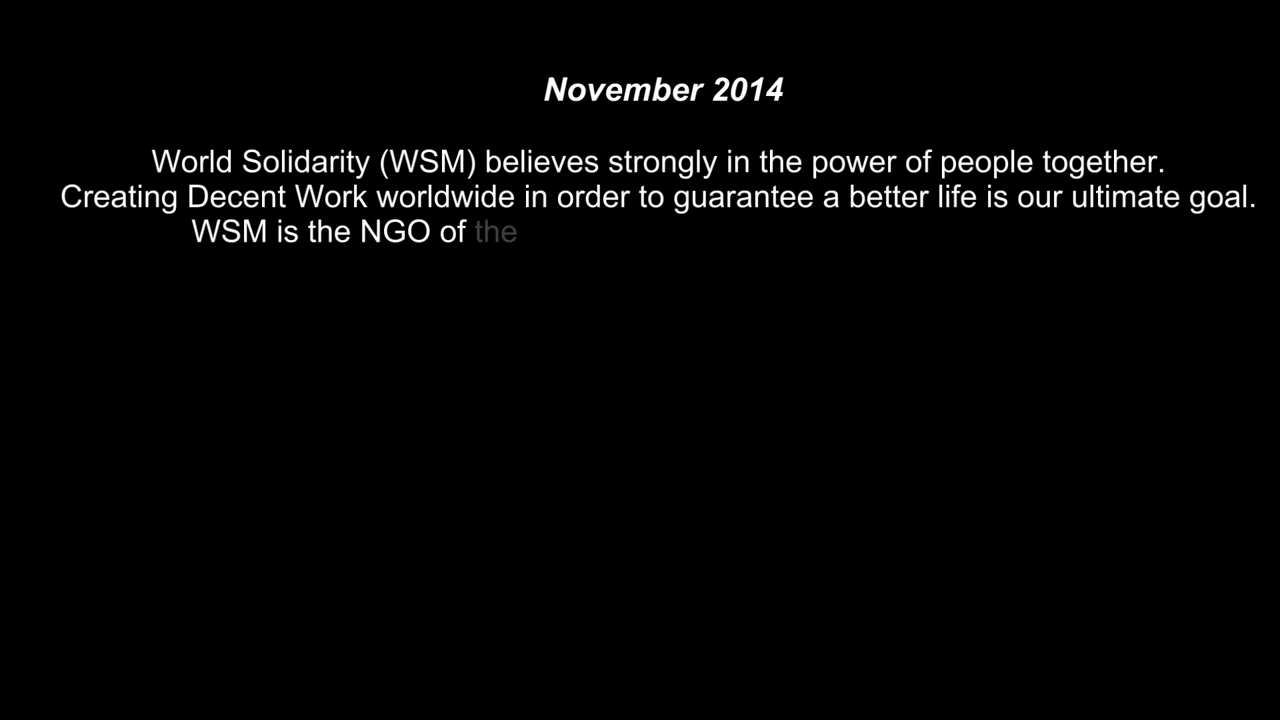 November 2014
World Solidarity (WSM) believes strongly in the power of people together.
Creating Decent Work worldwide in order to guarantee a better life is our ultimate goal.
WSM is the NGO of the